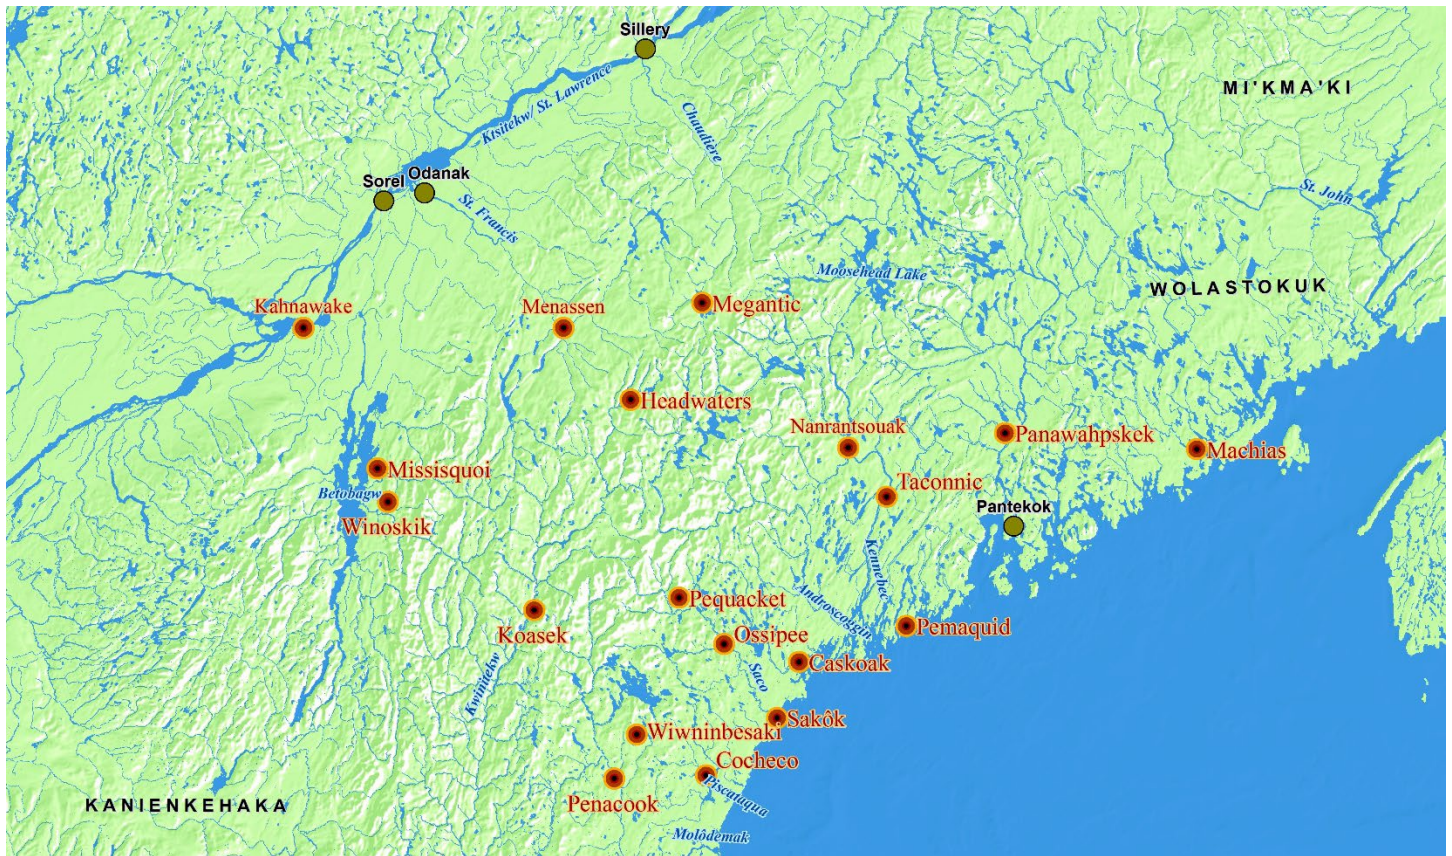 Sillery
Ktsitekw/ St. Lawrence
MI'KMA'KI
Chaudière
Sorel
Odanak
St. Francis
St. John
Moosehead Lake
WOLASTOKUK
Kahnawake
Menassen
Megantic
Headwaters
Nanrantsouak
Panawahpskek
Machias
Missisquoi
Betobagw
Winoskik
Taconnic
Pantekok
Kennebec
Androscoggin
Pequacket
Koasek
Ossipee
Pemaquid
Caskoak
Kwinitekw
Saco
Sakôk
Wiwninbesaki
Cocheco
Piscataqua
Penacook
KANIENKEHAKA
Molôdemak